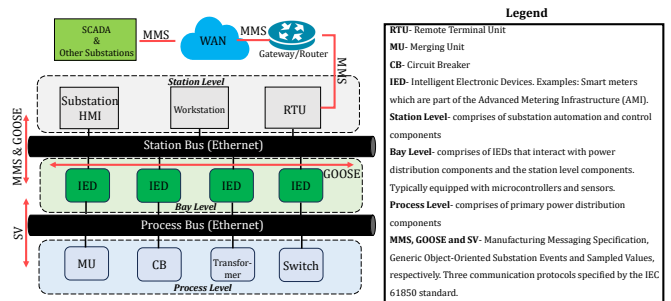 SCADA
&
Other Substations
MMS
WAN
MMS
Gateway/Router
MMS
Station Level
Substation
HMI
Workstation
RTU
Station Bus (Ethernet)
MMS & GOOSE
GOOSE
IED
IED
IED
IED
Bay Level
Process Bus (Ethernet)
SV
MU
CB
Transfor-
mer
Switch
Process Level
Legend
RTU- Remote Terminal Unit
MU- Merging Unit
CB- Circuit Breaker
IED- Intelligent Electronic Devices. Examples: Smart meters
which are part of the Advanced Metering Infrastructure (AMI).
Station Level- comprises of substation automation and control
components
Bay Level- comprises of IEDs that interact with power
distribution components and the station level components.
Typically equipped with microcontrollers and sensors.
Process Level- comprises of primary power distribution
components
MMS, GOOSE and SV- Manufacturing Messaging Specification,
Generic Object-Oriented Substation Events and Sampled Values,
respectively. Three communication protocols specified by the IEC
61850 standard.